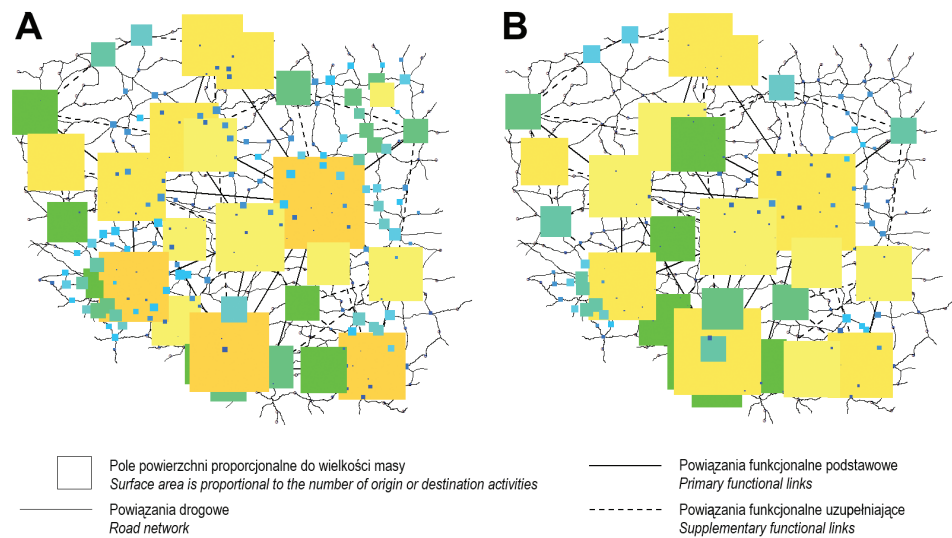 A
B
Pole powierzchni proporcjonalne do wielkości masy
Surface area is proportional to the number of origin or destination activities
Powiązania drogowe
Road network
Powiązania funkcjonalne podstawowe
Primary functional links
Powiązania funkcjonalne uzupełniające
Supplementary functional links